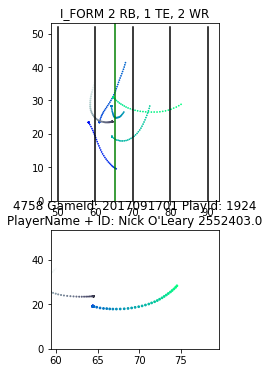 I_FORM 2 RB, 1 TE, 2 WR
50
40
30
20
10
0
50 60 70 80 90
4758 GameId: 2017091701 PlayId: 1924
PlayerName + ID: Nick O'Leary 2552403.0
40
20
0
60 65 70 75